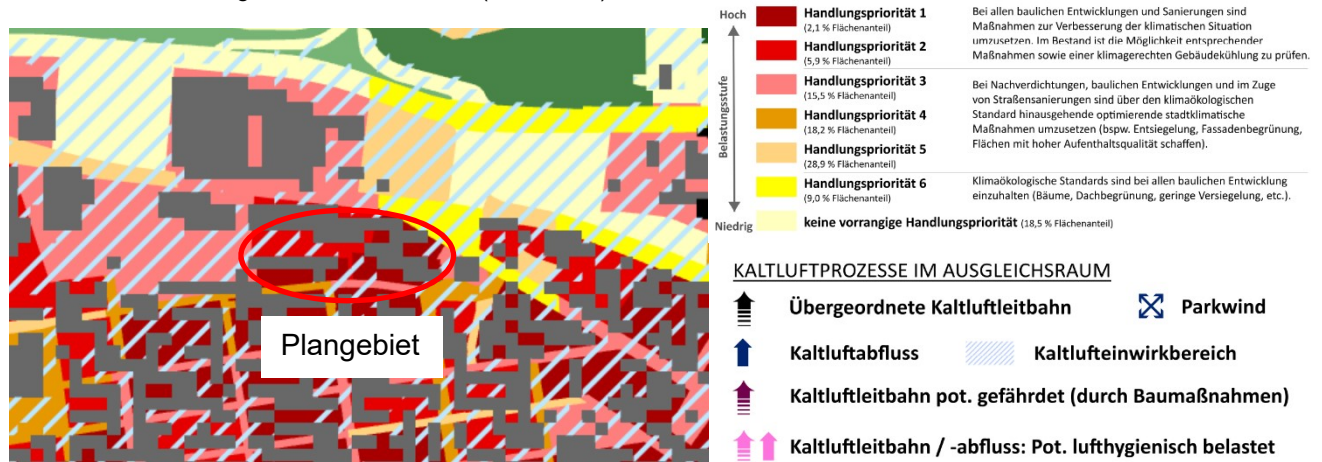 Plangebiet
Hoch
Belastungsstufe
Niedrig
Handlungspriorität 1
(2,1 % Flächenanteil)
Bei allen baulichen Entwicklungen und Sanierungen sind
Maßnahmen zur Verbesserung der klimatischen Situation
umzusetzen. Im Bestand ist die Möglichkeit entsprechender
Maßnahmen sowie einer klimagerechten Gebäudekühlung zu prüfen.
Handlungspriorität 2
(5,9 % Flächenanteil)
Handlungspriorität 3
(15,5 % Flächenanteil)
Bei Nachverdichtungen, baulichen Entwicklungen und im Zuge
von Straßensanierungen sind über den klimaökologischen
Standard hinausgehende optimierende stadtklimatische
Maßnahmen umzusetzen (bspw. Entsiegelung, Fassadenbegrünung,
Flächen mit hoher Aufenthaltsqualität schaffen).
Handlungspriorität 4
(18,2 % Flächenanteil)
Handlungspriorität 5
(28,9 % Flächenanteil)
Handlungspriorität 6
(9,0 % Flächenanteil)
Klimaökologische Standards sind bei allen baulichen Entwicklung
einzuhalten (Bäume, Dachbegrünung, geringe Versiegelung, etc.).
keine vorrangige Handlungspriorität (18,5 % Flächenanteil)
KALTLUFTPROZESSE IM AUSGLEICHSRAUM
Übergeordnete Kaltluftleitbahn
Parkwind
Kaltluftabfluss
Kaltlufteinwirkbereich
Kaltluftleitbahn pot. gefährdet (durch Baumaßnahmen)
Kaltluftleitbahn / -abfluss: Pot. lufthygienisch belastet